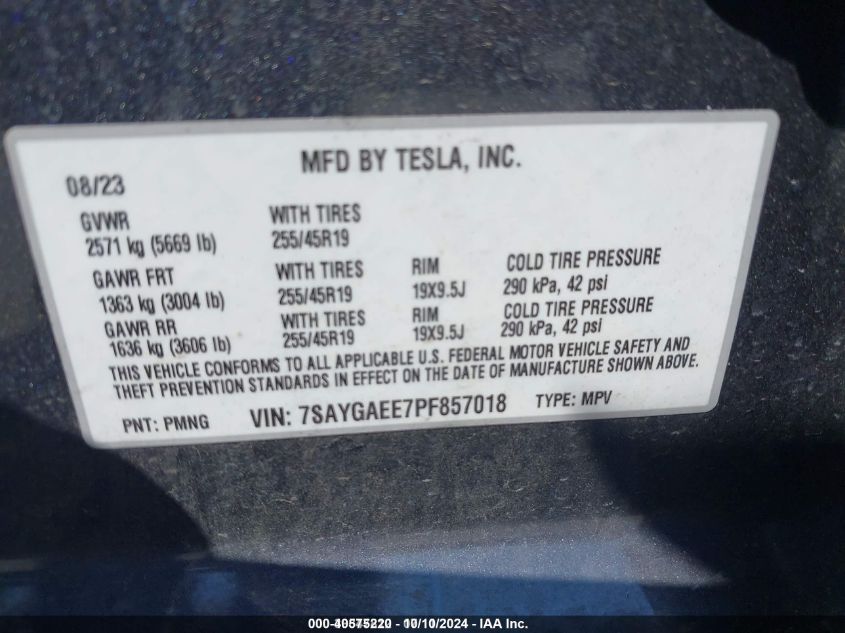 MFD BY TESLA, INC.
08/23
GVWR WITH TIRES
2571 kg (5669 lb) 255/45R19
GAWR FRT WITH TIRES RIM COLD TIRE PRESSURE
1363 kg (3004 lb) 255/45R19 19X9.5J 290 kPa, 42 psi
GAWR RR WITH TIRES RIM COLD TIRE PRESSURE
1636 kg (3606 lb) 255/45R19 19X9.5J 290 kPa, 42 psi
THIS VEHICLE CONFORMS TO ALL APPLICABLE U.S. FEDERAL MOTOR VEHICLE SAFETY AND
THEFT PREVENTION STANDARDS IN EFFECT ON THE DATE OF MANUFACTURE SHOWN ABOVE.
PNT: PMNG VIN: 7SAYGAEE7PF857018 TYPE: MPV
10/10/2024 - IAA Inc.